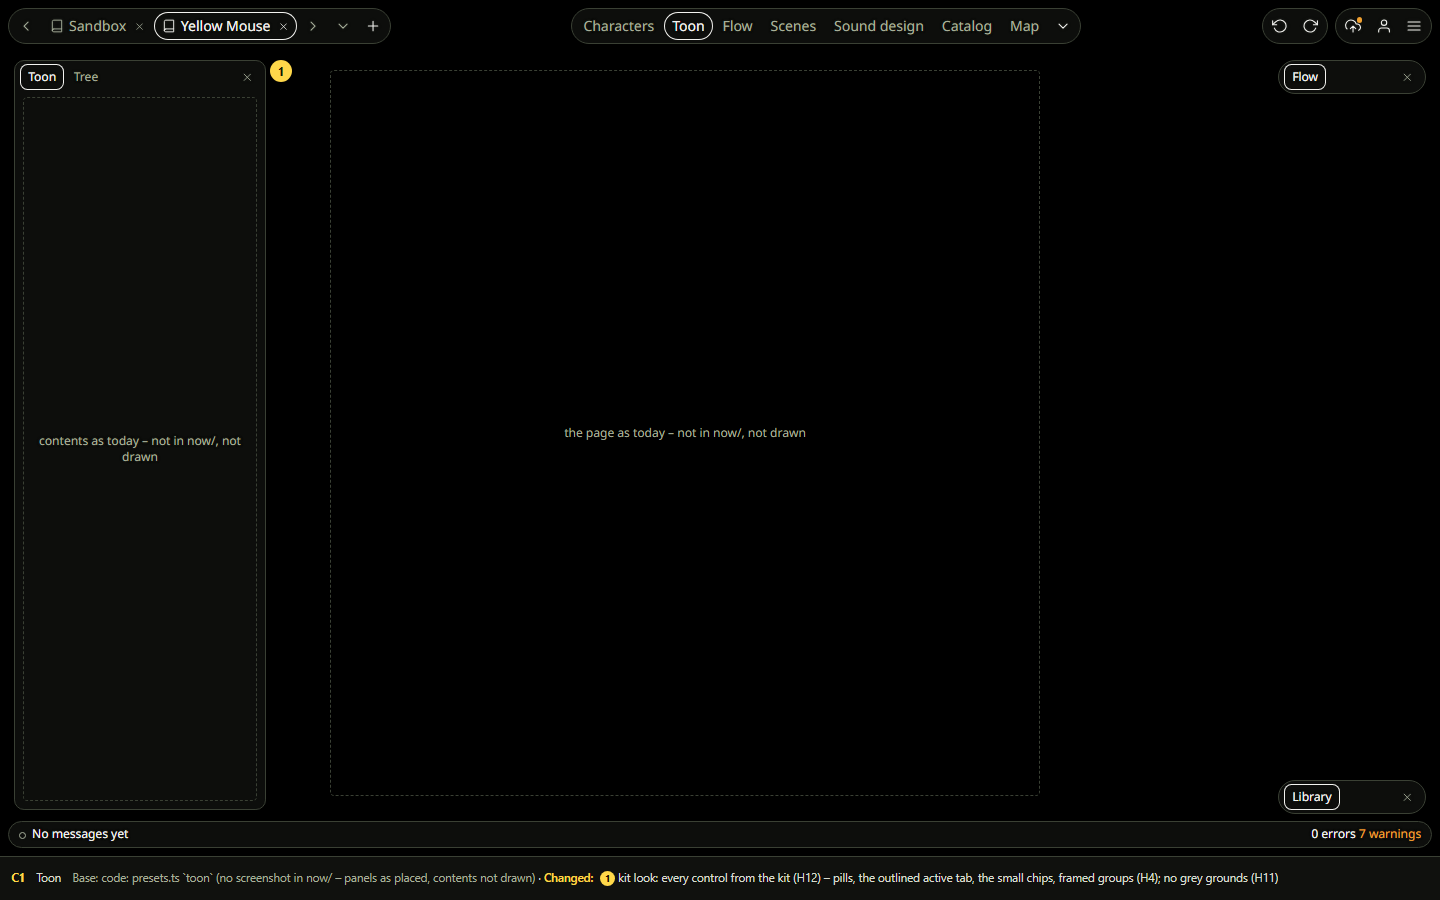 Sandbox Yellow Mouse
Characters Toon Flow Scenes Sound design Catalog Map
Toon Tree
1
Flow
contents as today – not in now/, not
drawn
the page as today – not in now/, not drawn
Library
No messages yet
0 errors 7 warnings
C1 Toon Base: code: presets.ts `toon` (no screenshot in now/ – panels as placed, contents not drawn) · Changed: 1 kit look: every control from the kit (H12) – pills, the outlined active tab, the small chips, framed groups (H4); no grey grounds (H11)